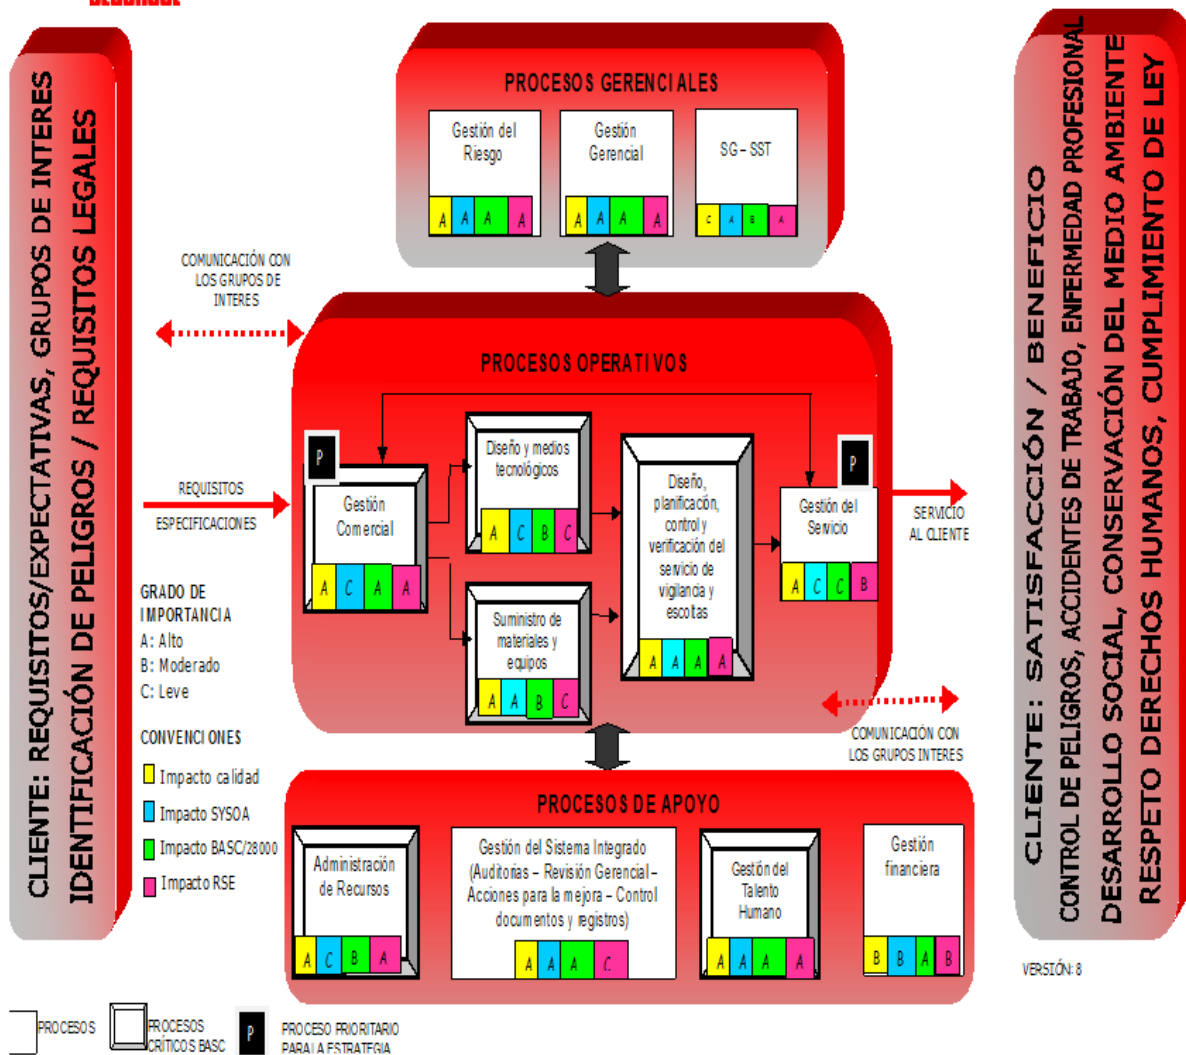 CLIENTE: REQUISITOS/EXPECTATIVAS, GRUPOS DE INTERES
IDENTIFICACIÓN DE PELIGROS / REQUISITOS LEGALES
PROCESOS GERENCIALES
Gestión del
Riesgo
A A A A
Gestión
Gerencial
A A A A
SG – SST
C A B A
COMUNICACIÓN CON
LOS GRUPOS DE
INTERES
PROCESOS OPERATIVOS
P
Gestión
Comercial
A C A A
Diseño y medios
tecnológicos
A C B C
Suministro de
materiales y
equipos
A A B C
Diseño,
planificación,
control y
verificación del
servicio de
vigilancia y
escoltas
A A A A
P
Gestión del
Servicio
A C C B
REQUISITOS
ESPECIFICACIONES
SERVICIO
AL CLIENTE
GRADO DE
IMPORTANCIA
A: Alto
B: Moderado
C: Leve
CONVENCIONES
Impacto calidad
Impacto SYSOA
Impacto BASC/28000
Impacto RSE
COMUNICACIÓN CON
LOS GRUPOS INTERES
PROCESOS DE APOYO
Administración
de Recursos
A C B A
Gestión del Sistema Integrado
(Auditorias – Revisión Gerencial –
Acciones para la mejora – Control
documentos y registros)
A A A C
Gestión del
Talento
Humano
A A A A
Gestión
financiera
B B A B
CLIENTE: SATISFACCIÓN / BENEFICIO
CONTROL DE PELIGROS, ACCIDENTES DE TRABAJO, ENFERMEDAD PROFESIONAL
DESARROLLO SOCIAL, CONSERVACIÓN DEL MEDIO AMBIENTE
RESPETO DERECHOS HUMANOS, CUMPLIMIENTO DE LEY
VERSIÓN: 8
PROCESOS
PROCESOS
CRÍTICOS BASC
P
PROCESO PRIORITARIO
PARA LA ESTRATEGIA